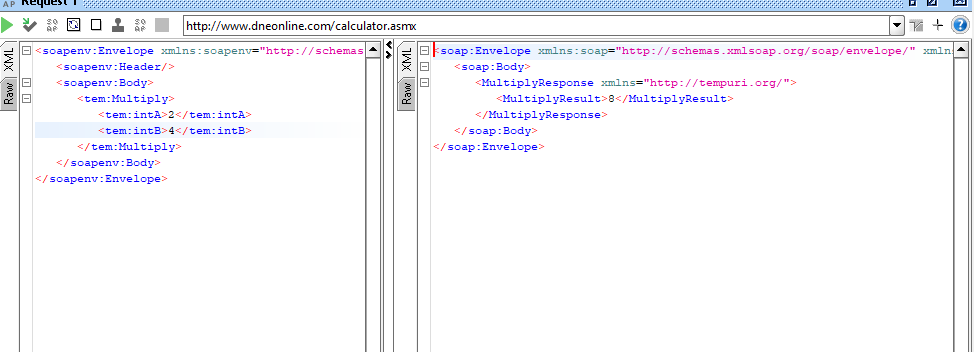 Request 1
http://www.dneonline.com/calculator.asmx
XML
Raw
<soapenv:Envelope xmlns:soapenv="http://schemas
<soapenv:Header/>
<soapenv:Body>
<tem:Multiply>
<tem:intA>2</tem:intA>
<tem:intB>4</tem:intB>
</tem:Multiply>
</soapenv:Body>
</soapenv:Envelope>
XML
Raw
<soap:Envelope xmlns:soap="http://schemas.xmlsoap.org/soap/envelope/" xmln
<soap:Body>
<MultiplyResponse xmlns="http://tempuri.org/">
<MultiplyResult>8</MultiplyResult>
</MultiplyResponse>
</soap:Body>
</soap:Envelope>